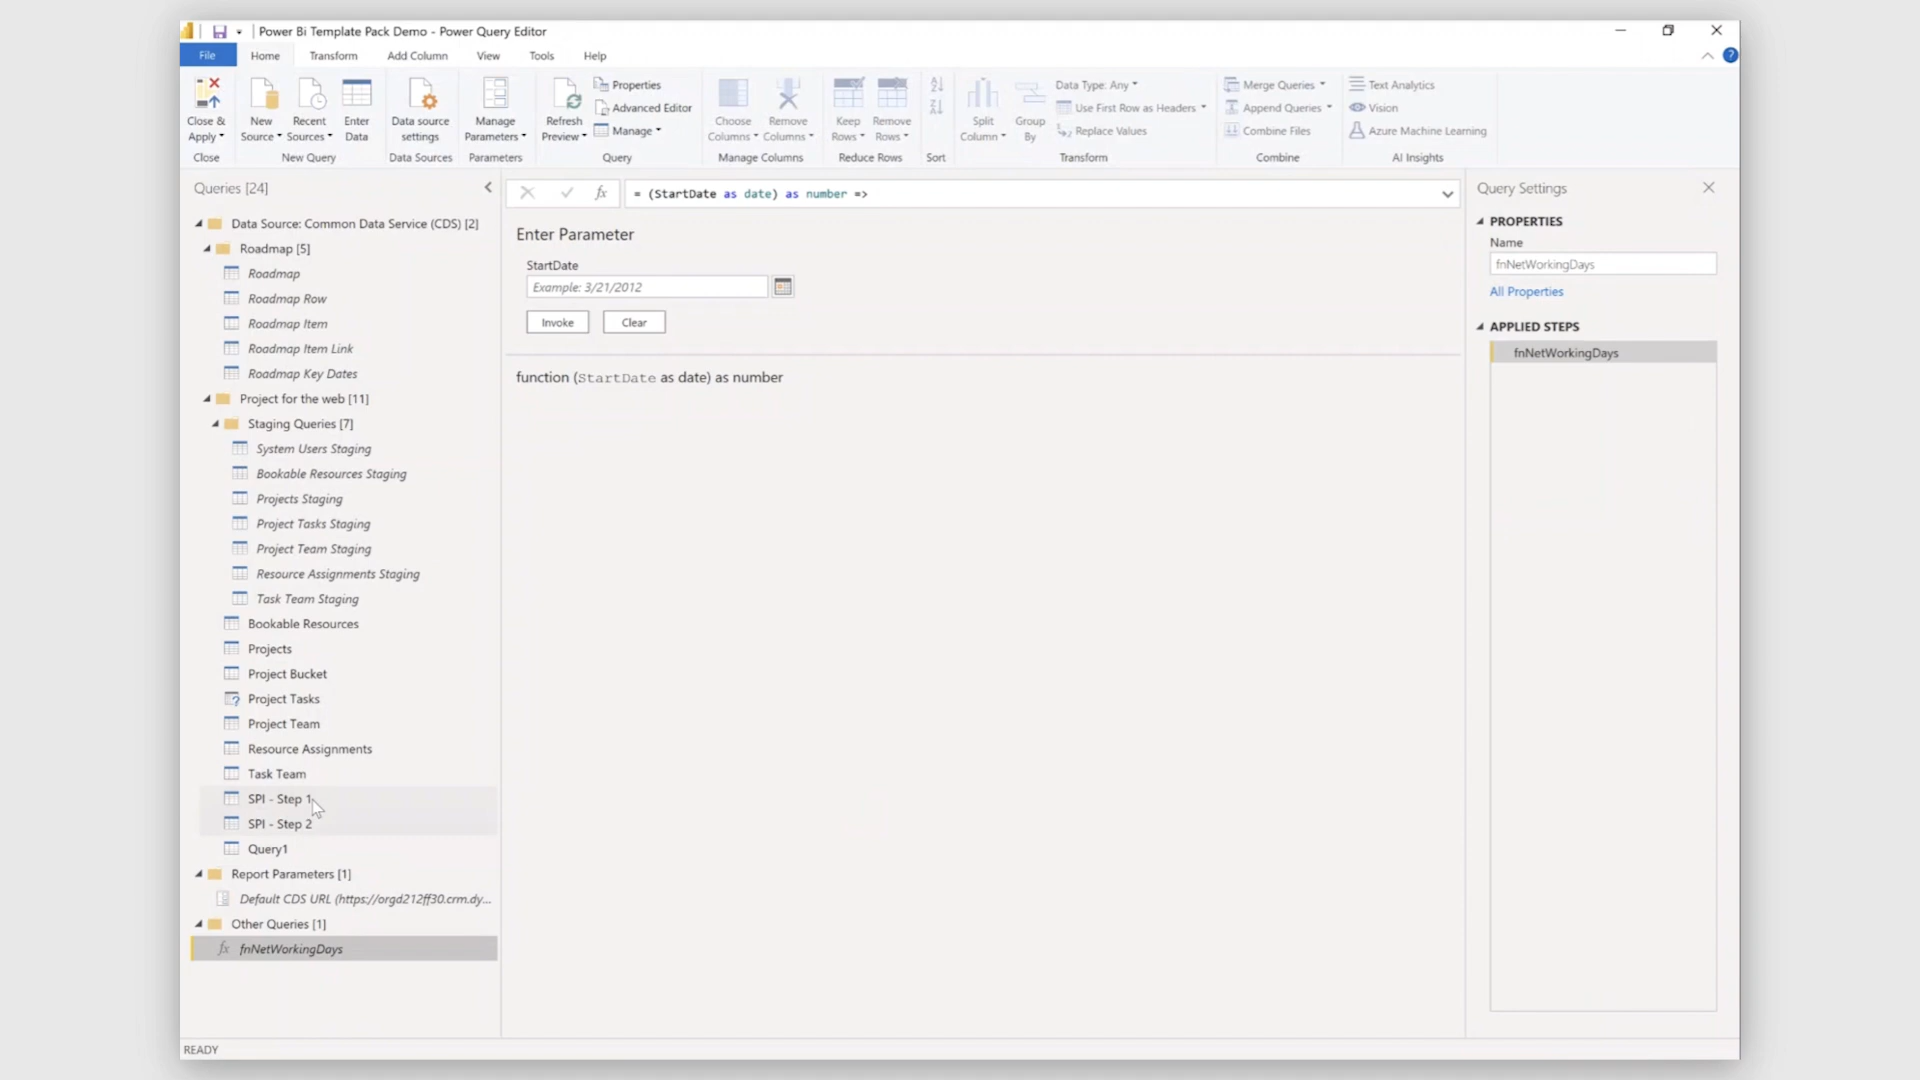 Power Bi Template Pack Demo - Power Query Editor
File Home Transform Add Column View Tools Help
Close & Apply
Close
New Source
Recent Sources
Enter Data
New Query
Data source settings
Data Sources
Manage Parameters
Parameters
Refresh Preview
Properties
Advanced Editor
Manage
Query
Choose Columns
Remove Columns
Manage Columns
Keep Rows
Remove Rows
Reduce Rows
Sort
Split Column
Group By
Data Type: Any
Use First Row as Headers
Replace Values
Transform
Merge Queries
Append Queries
Combine Files
Combine
Text Analytics
Vision
Azure Machine Learning
AI Insights
Queries [24]
Data Source: Common Data Service (CDS) [2]
Roadmap [5]
Roadmap
Roadmap Row
Roadmap Item
Roadmap Item Link
Roadmap Key Dates
Project for the web [11]
Staging Queries [7]
System Users Staging
Bookable Resources Staging
Projects Staging
Project Tasks Staging
Project Team Staging
Resource Assignments Staging
Task Team Staging
Bookable Resources
Projects
Project Bucket
Project Tasks
Project Team
Resource Assignments
Task Team
SPI - Step 1
SPI - Step 2
Query1
Report Parameters [1]
Default CDS URL (https://orgd212ff30.crm.dy...
Other Queries [1]
fx fnNetWorkingDays
fx = (StartDate as date) as number =>
Enter Parameter
StartDate
Example: 3/21/2012
Invoke Clear
function (StartDate as date) as number
Query Settings
PROPERTIES
Name
fnNetWorkingDays
All Properties
APPLIED STEPS
fnNetWorkingDays
READY